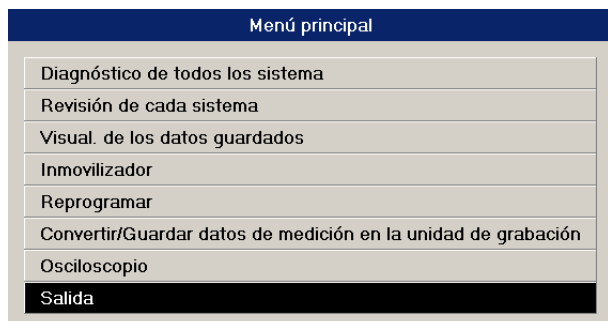 Menú principal
Diagnóstico de todos los sistema
Revisión de cada sistema
Visual. de los datos guardados
Inmovilizador
Reprogramar
Convertir/Guardar datos de medición en la unidad de grabación
Osciloscopio
Salida